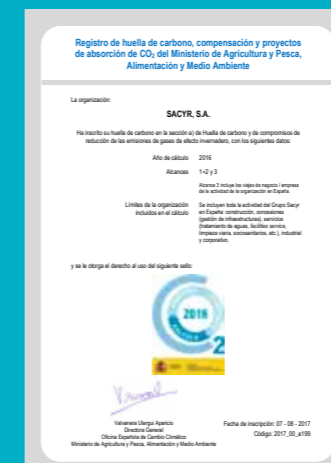 Registro de huella de carbono, compensación y proyectos
de absorción de CO₂ del Ministerio de Agricultura y Pesca,
Alimentación y Medio Ambiente
La organización:
SACYR, S.A.
Ha inscrito su huella de carbono en la sección a) de Huella de carbono y de compromisos de
reducción de las emisiones de gases de efecto invernadero, con los siguientes datos:
Año de cálculo 2016
Alcances 1+2 y 3
Alcance 3 incluye los viajes de negocio / empresa
de la actividad de la organización en España.
Límites de la organización
incluidos en el cálculo
Se incluyen toda la actividad del Grupo Sacyr
en España: construcción, concesiones
(gestión de infraestructuras), servicios
(tratamiento de aguas, facilities service,
limpieza viaria, sociosanitarios, etc.), industrial
y corporativo.
y se le otorga el derecho al uso del siguiente sello:
2016
2
Valvanera Ulargui Aparicio
Directora General
Oficina Española de Cambio Climático
Ministerio de Agricultura y Pesca, Alimentación y Medio Ambiente
Fecha de inscripción: 07 - 08 - 2017
Código: 2017_00_a199